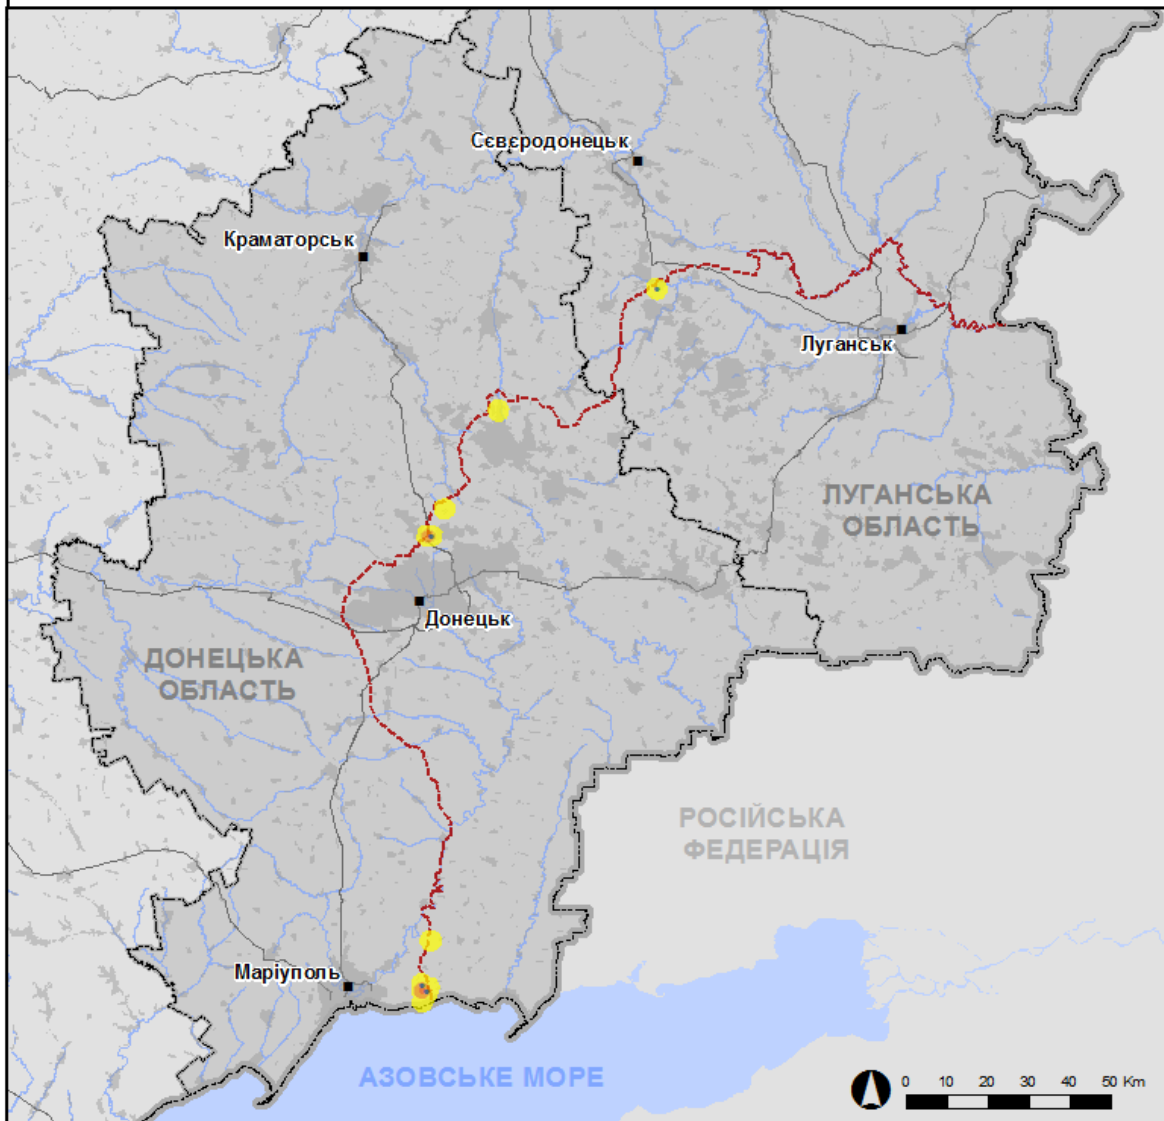 Сєвєродонецьк
Краматорськ
Луганськ
ЛУГАНСЬКА
ОБЛАСТЬ
Донецьк
ДОНЕЦЬКА
ОБЛАСТЬ
РОСІЙСЬКА
ФЕДЕРАЦІЯ
Маріуполь
АЗОВСЬКЕ МОРЕ
0 10 20 30 40 50 Km